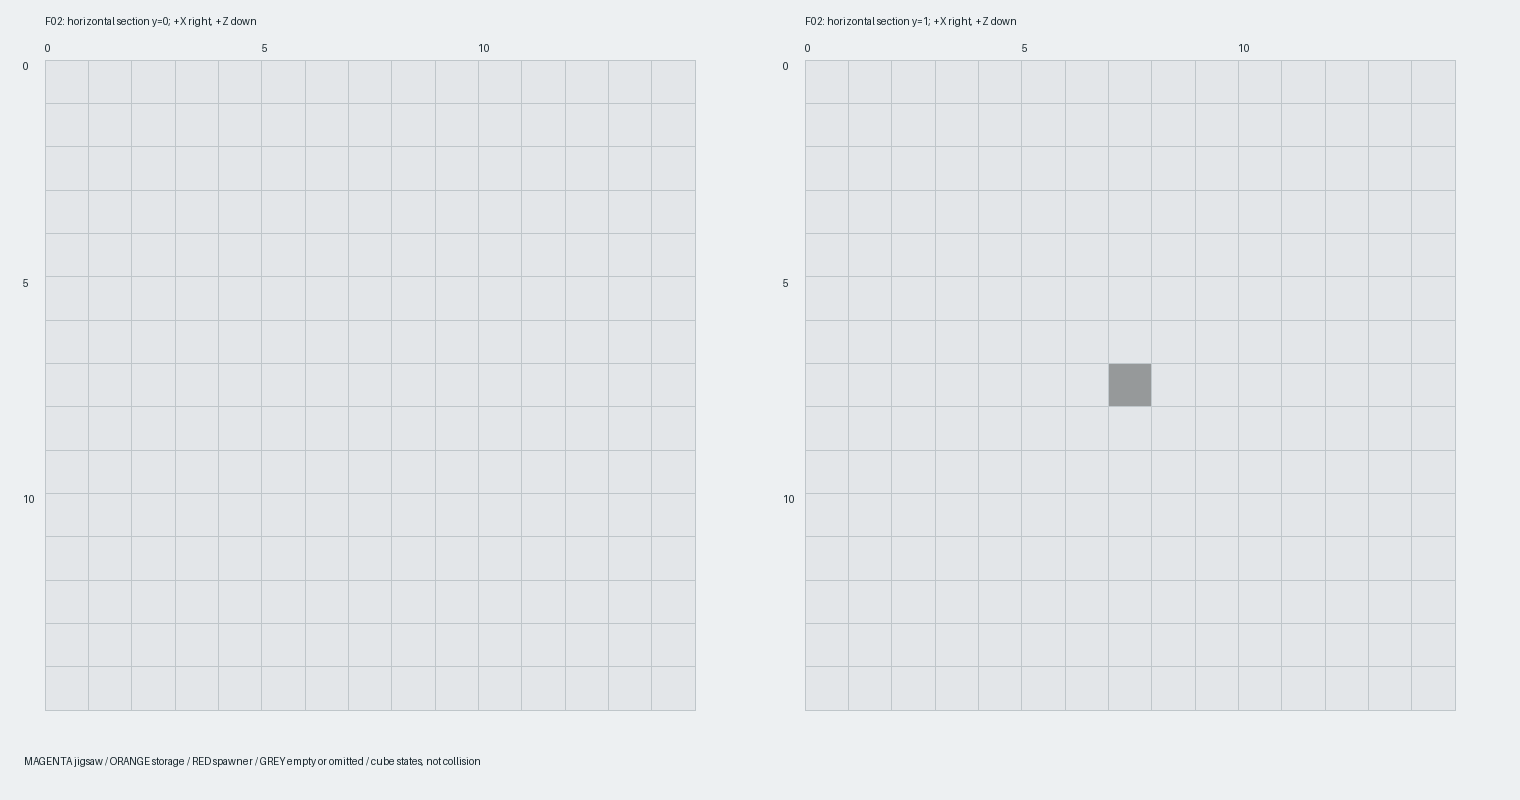 F02: horizontal section y=0; +X right, +Z down
F02: horizontal section y=1; +X right, +Z down
0 5 10
0 5 10
0
0
5
5
10
10
MAGENTA jigsaw / ORANGE storage / RED spawner / GREY empty or omitted / cube states, not collision